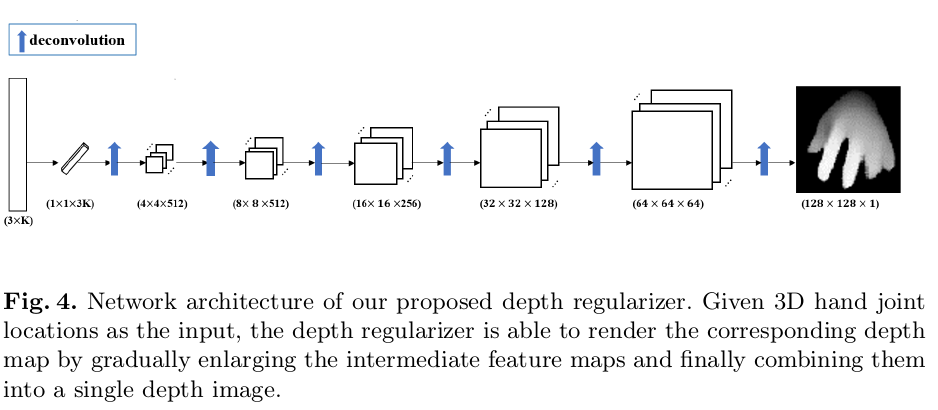 deconvolution
(3×K)
(1×1×3K)
(4×4×512)
(8× 8 ×512)
(16× 16 ×256)
(32 × 32 × 128)
(64 × 64 × 64)
(128 × 128 × 1)
Fig. 4. Network architecture of our proposed depth regularizer. Given 3D hand joint
locations as the input, the depth regularizer is able to render the corresponding depth
map by gradually enlarging the intermediate feature maps and finally combining them
into a single depth image.